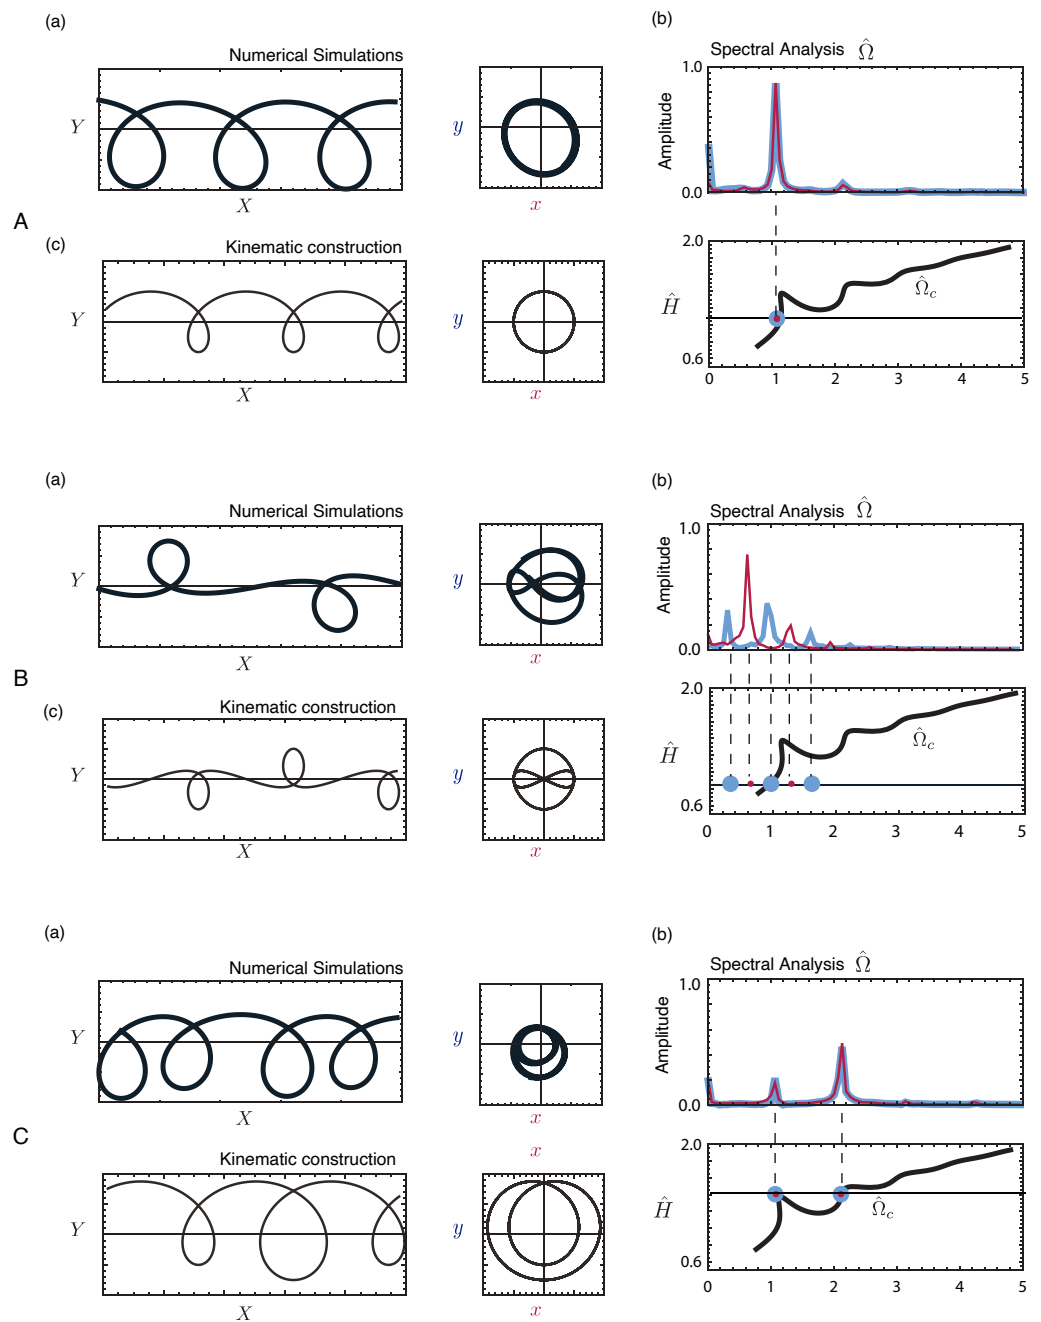 (a)
Numerical Simulations
Y
X
y
x
(b)
Spectral Analysis Ω̂
1.0
Amplitude
0.0
A
(c)
Kinematic construction
Y
X
y
x
2.0
Ĥ
Ω̂c
0.6
0 1 2 3 4 5
(a)
Numerical Simulations
Y
X
y
x
(b)
Spectral Analysis Ω̂
1.0
Amplitude
0.0
B
(c)
Kinematic construction
Y
X
y
x
2.0
Ĥ
Ω̂c
0.6
0 1 2 3 4 5
(a)
Numerical Simulations
Y
X
y
x
(b)
Spectral Analysis Ω̂
1.0
Amplitude
0.0
C
Kinematic construction
Y
X
x
y
x
2.0
Ĥ
Ω̂c
0.6
0 1 2 3 4 5